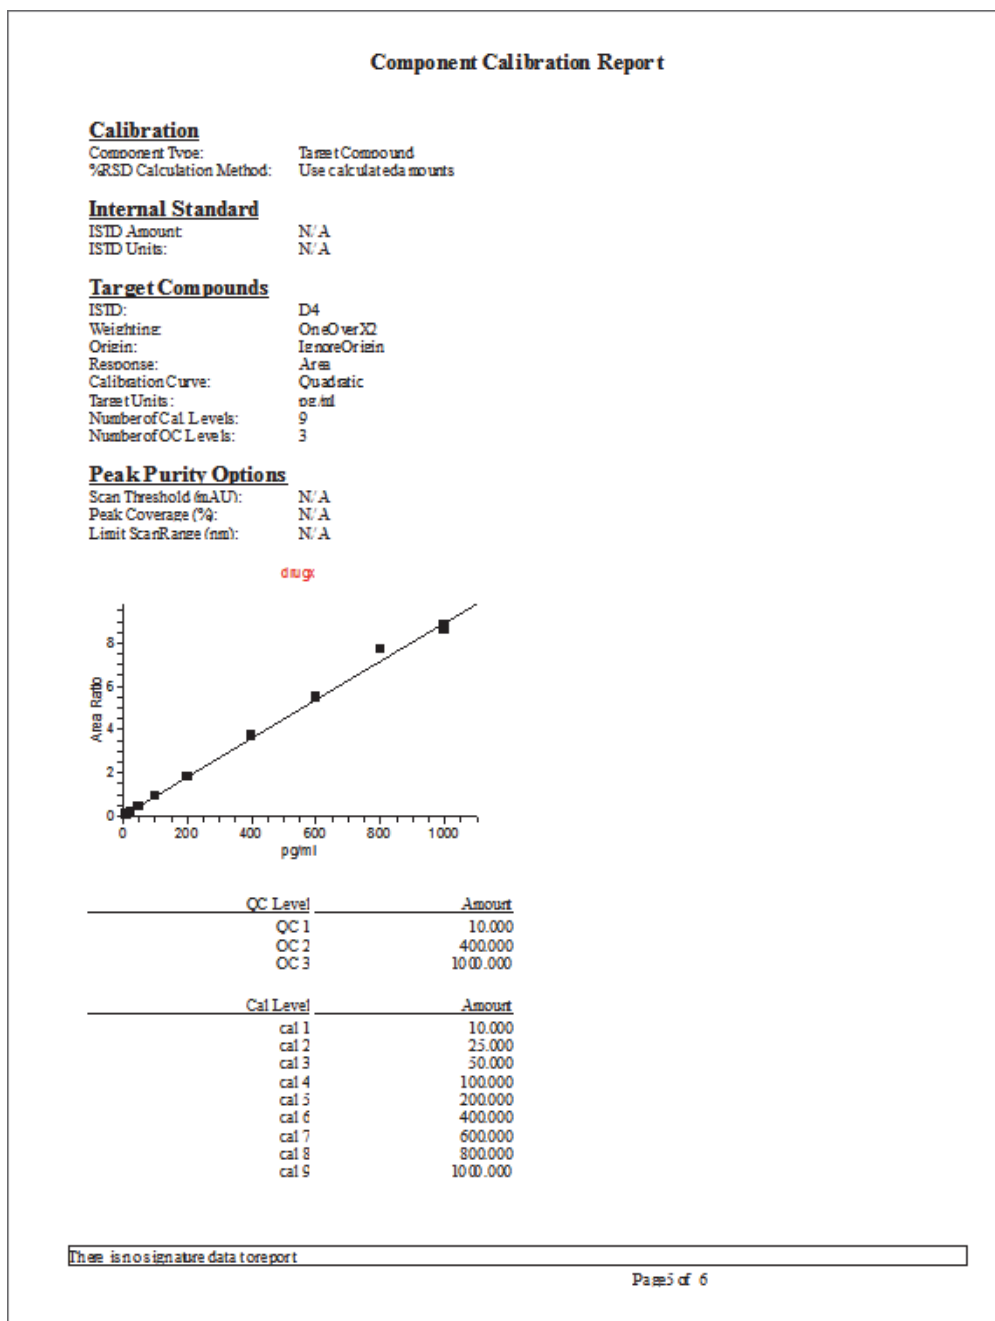 Component Calibration Report
Calibration
Component Type: Target Compound
%RSD Calculation Method: Use calculatedamounts
Internal Standard
ISTD Amount: N/A
ISTD Units: N/A
Target Compounds
ISTD: D4
Weighting: OneOverX2
Origin: IgnoreOrigin
Response: Area
Calibration Curve: Quadratic
Target Units: pg/ml
Number of Cal Levels: 9
Number of QC Levels: 3
Peak Purity Options
Scan Threshold (mAU): N/A
Peak Coverage (%): N/A
Limit ScanRange (nm): N/A
drugx
8
6
4
2
0
Area Ratio
0 200 400 600 800 1000
pg/ml
QC Level Amount
QC 1 10.000
QC 2 400.000
QC 3 1000.000
Cal Level Amount
cal 1 10.000
cal 2 25.000
cal 3 50.000
cal 4 100.000
cal 5 200.000
cal 6 400.000
cal 7 600.000
cal 8 800.000
cal 9 1000.000
There is no signature data to report
Page 5 of 6